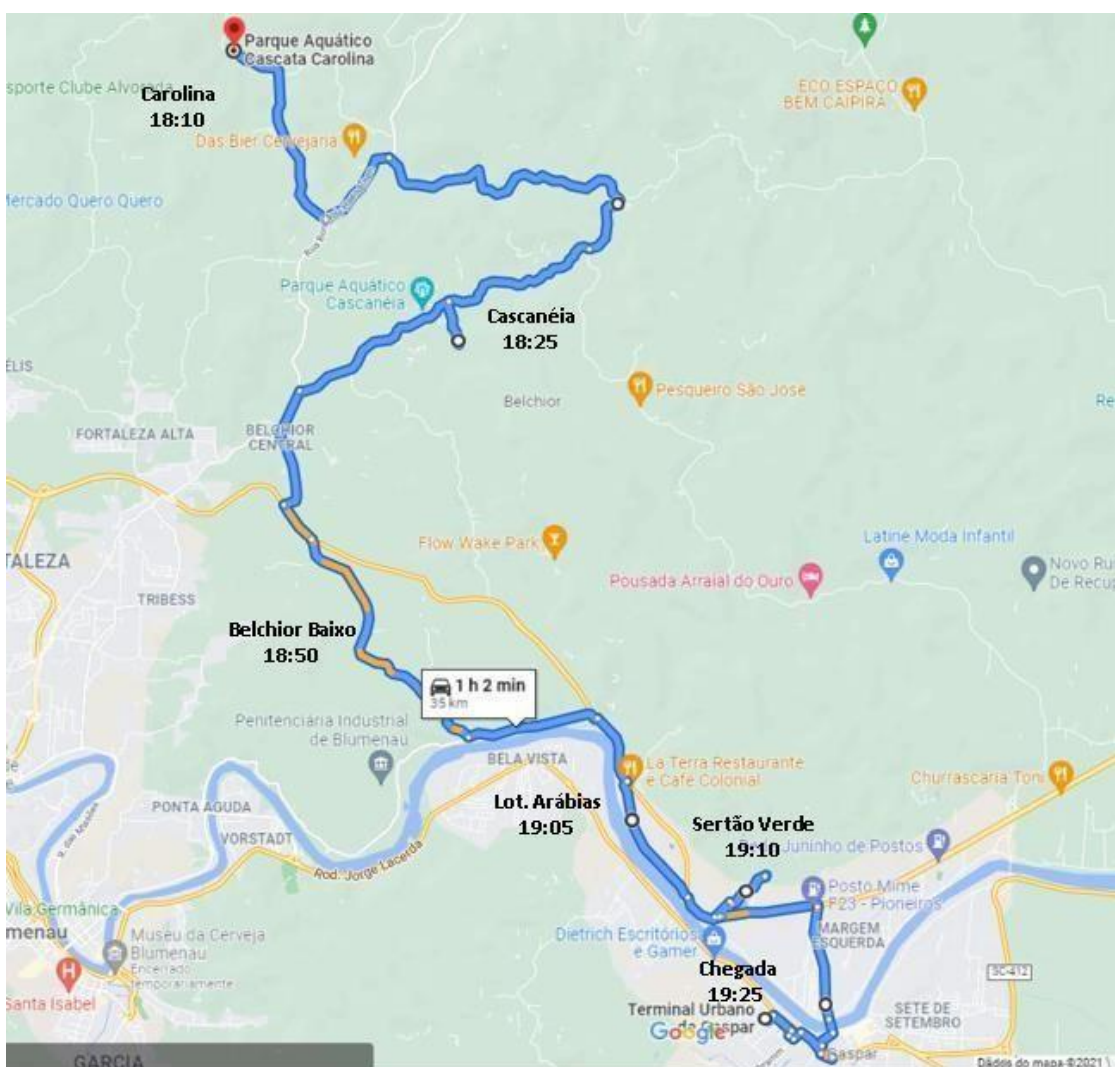 Parque Aquático
Cascata Carolina
sporte Clube Alvorada
Carolina
18:10
Das Bier Cervejaria
ECO ESPAÇO
BEM CAIPIRA
Mercado Quero Quero
Parque Aquático
Cascanéia
Cascanéia
18:25
ÉLIS
Pesqueiro São José
Belchior
Re
FORTALEZA ALTA
BELCHIOR
CENTRAL
Flow Wake Park
Latine Moda Infantil
TALEZA
Pousada Arraial do Ouro
Novo Ru
De Recu
TRIBESS
Belchior Baixo
18:50
1 h 2 min
35 km
Penitenciária Industrial
de Blumenau
BELA VISTA
La Terra Restaurante
e Café Colonial
Churrascaria Toni
PONTA AGUDA
Lot. Arábias
19:05
VORSTADT
Sertão Verde
19:10
Juninho de Postos
Rod. Jorge Lacerda
Posto Mime
F23 - Pioneiros
Vila Germânica
menau
Museu da Cerveja
Blumenau
Encerrado
temporariamente
Dietrich Escritórios
e Gamer
MARGEM
ESQUERDA
Chegada
19:25
SC-412
Santa Isabel
Terminal Urbano
de Gaspar
Google
SETE DE
SETEMBRO
Gaspar
GARCIA
Dados do mapa ©2021